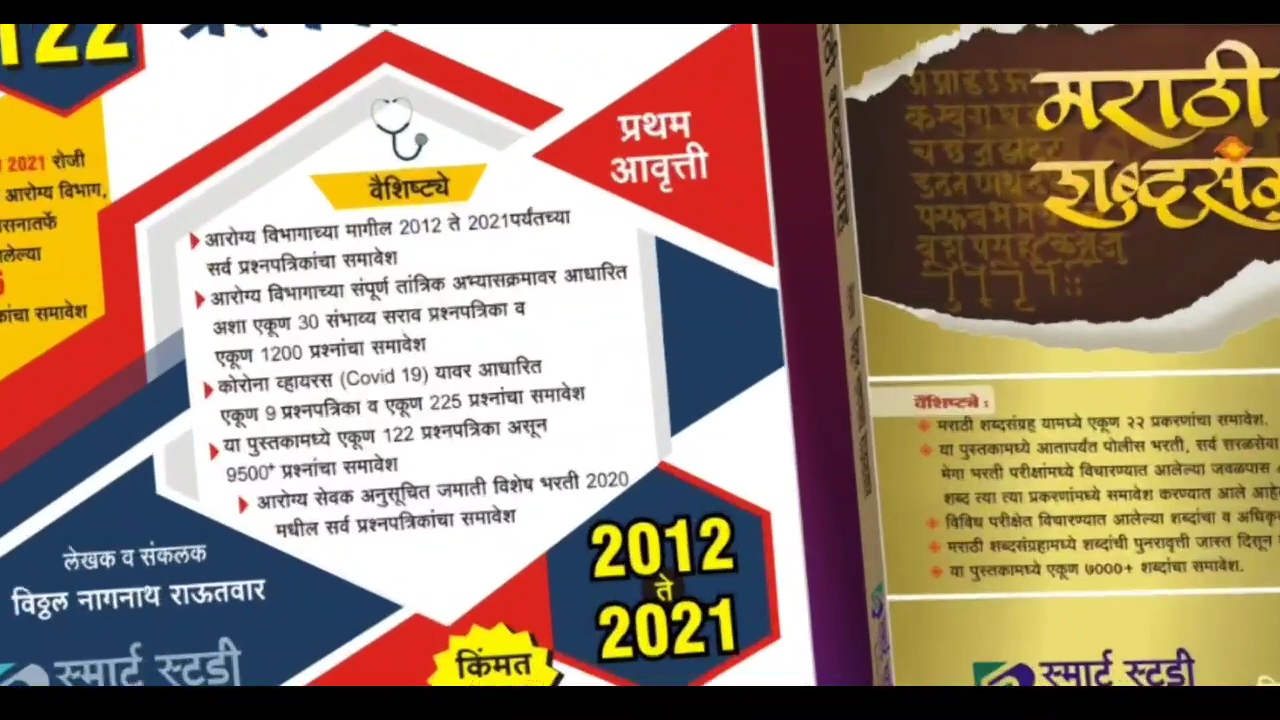 122
2021 रोजी
आरोग्य विभाग,
कांचा समावेश
प्रथम
आवृत्ती
वैशिष्ट्ये
आरोग्य विभागाच्या मागील 2012 ते 2021पर्यंतच्या
सर्व प्रश्नपत्रिकांचा समावेश
आरोग्य विभागाच्या संपूर्ण तांत्रिक अभ्यासक्रमावर आधारित
अशा एकूण 30 संभाव्य सराव प्रश्नपत्रिका व
एकूण 1200 प्रश्नांचा समावेश
कोरोना व्हायरस (Covid 19) यावर आधारित
एकूण 9 प्रश्नपत्रिका व एकूण 225 प्रश्नांचा समावेश
या पुस्तकामध्ये एकूण 122 प्रश्नपत्रिका असून
9500+ प्रश्नांचा समावेश
आरोग्य सेवक अनुसूचित जमाती विशेष भरती 2020
मधील सर्व प्रश्नपत्रिकांचा समावेश
लेखक व संकलक
विठ्ठल नागनाथ राऊतवार
स्मार्ट स्टडी
2012
ते
2021
किंमत
मराठी
शब्दसंग्र
वैशिष्ट्ये :
मराठी शब्दसंग्रह यामध्ये एकूण २२ प्रकरणांचा समावेश.
या पुस्तकामध्ये आतापर्यंत पोलीस भरती, सर्व सरळसेवा
मेगा भरती परीक्षांमध्ये विचारण्यात आलेल्या जवळपास
शब्द त्या त्या प्रकरणांमध्ये समावेश करण्यात आले आहे
विविध परीक्षेत विचारण्यात आलेल्या शब्दांचा व अधिकृ
मराठी शब्दसंग्रहामध्ये शब्दांची पुनरावृत्ती जास्त दिसून
या पुस्तकामध्ये एकूण ७०००+ शब्दांचा समावेश.
स्मार्ट स्टडी